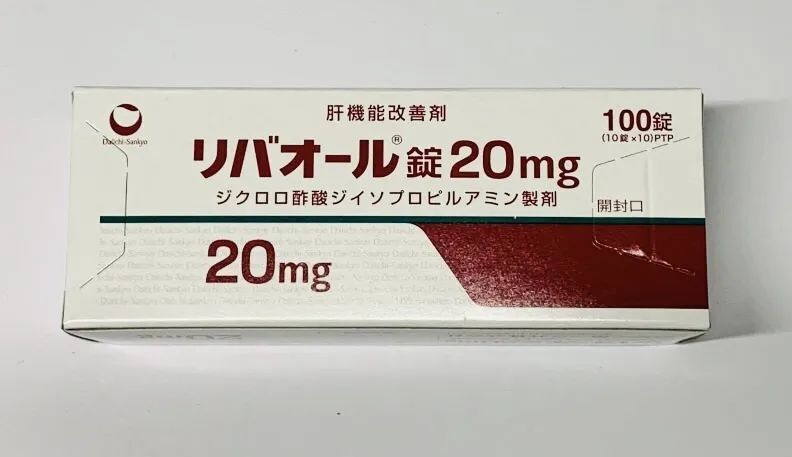 Daiichi-Sankyo
肝機能改善剤
リバオール®錠20mg
ジクロロ酢酸ジイソプロピルアミン製剤
100錠
(10錠×10)PTP
開封口
20mg
20mg